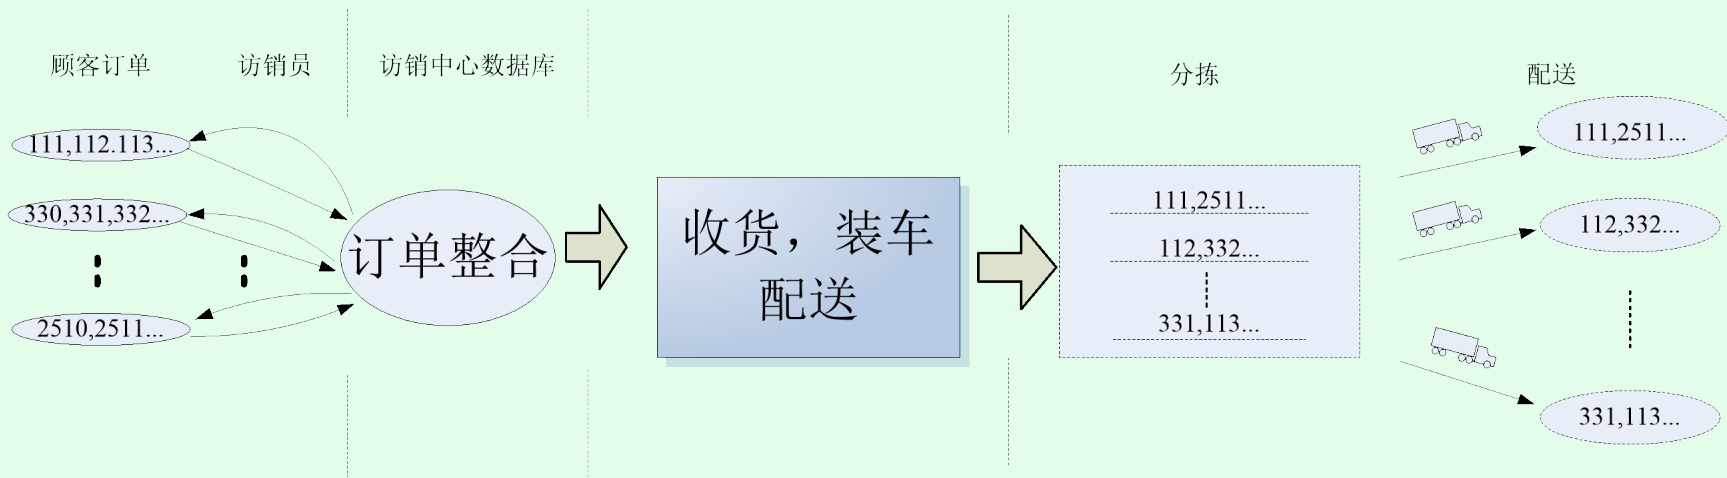 顾客订单
访销员
访销中心数据库
分拣
配送
111,112.113...
330,331,332...
2510,2511...
订单整合
收货，装车
配送
111,2511...
112,332...
331,113...
111,2511...
112,332...
331,113...